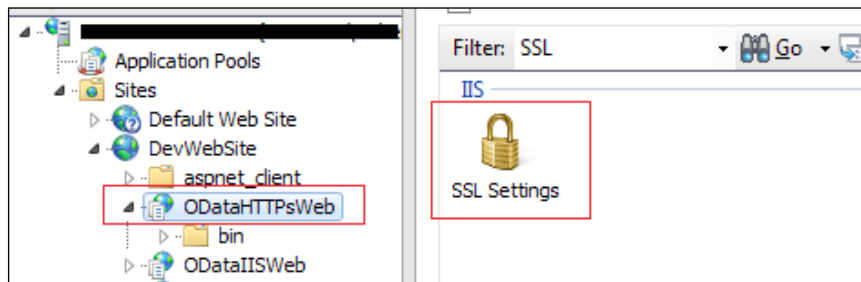 Application Pools
Sites
Default Web Site
DevWebSite
aspnet_client
ODataHTTPsWeb
bin
ODataIISWeb
Filter: SSL
Go
IIS
SSL Settings